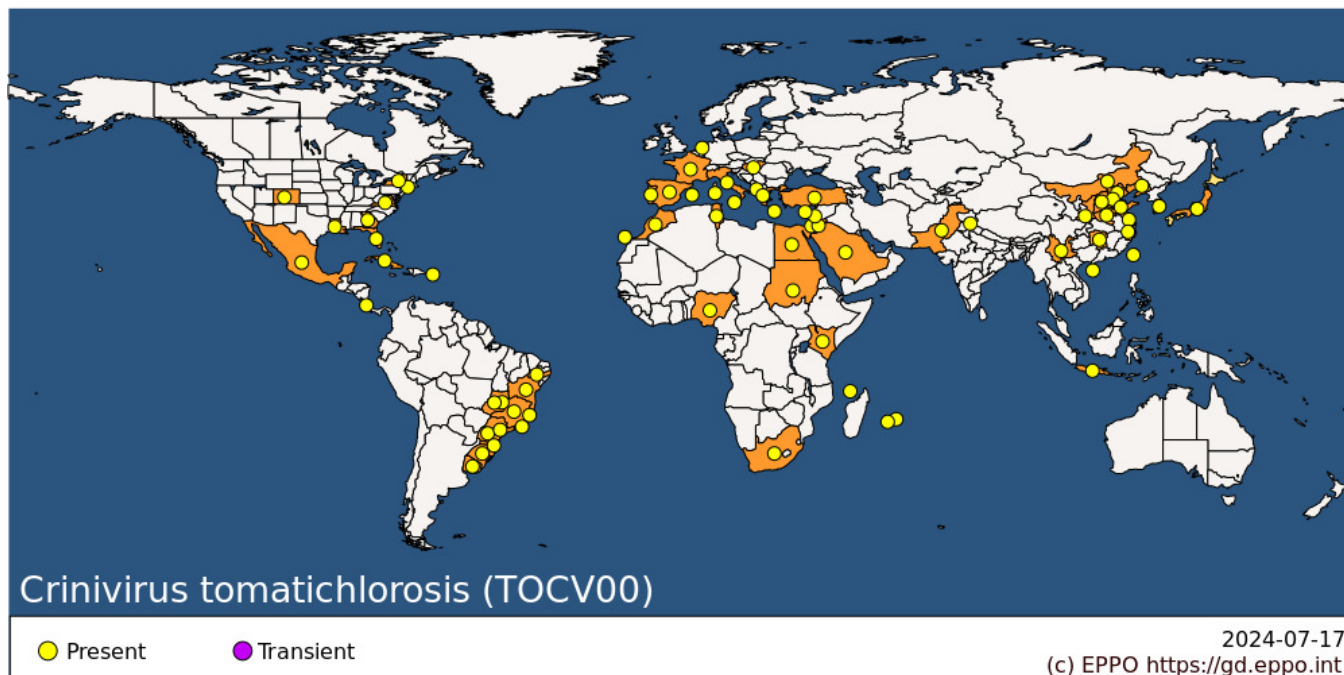 Crinivirus tomatichlorosis (TOCV00)
Present
Transient
2024-07-17
(c) EPPO https://gd.eppo.int